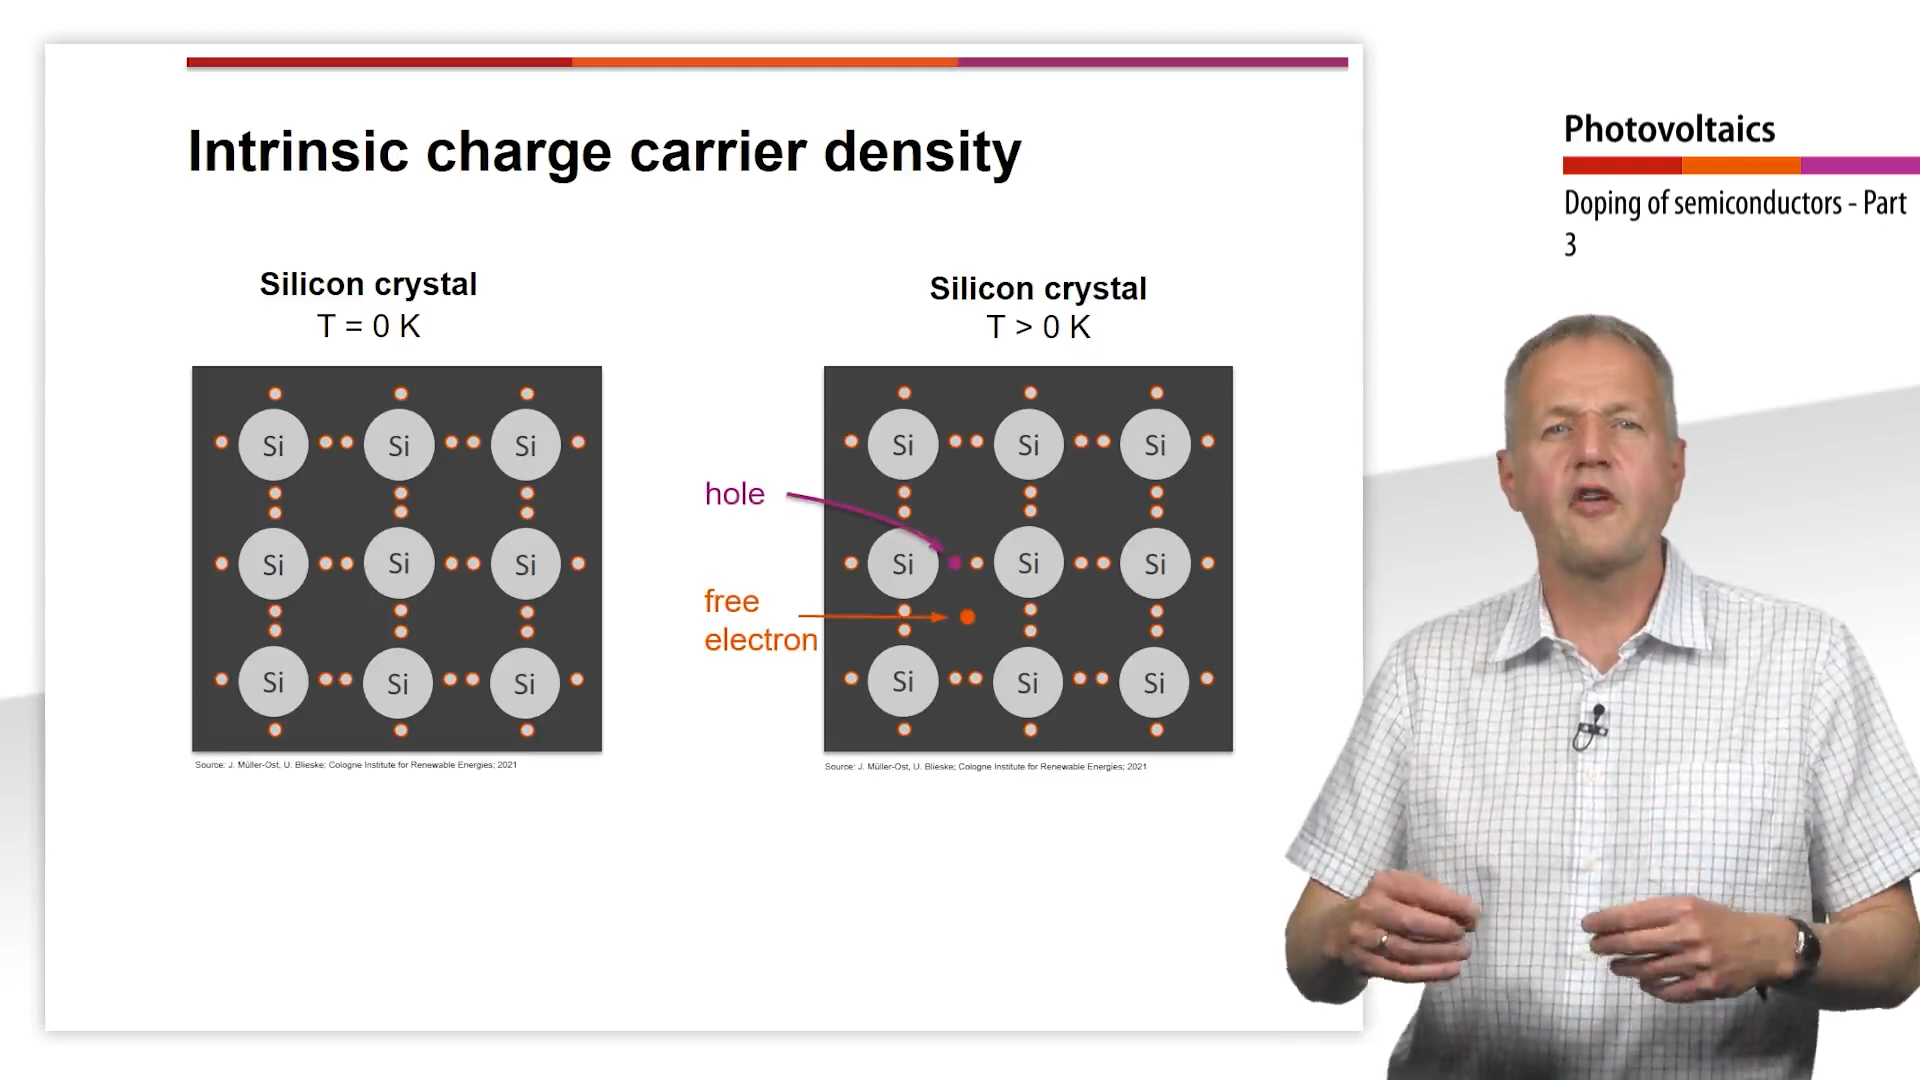 Intrinsic charge carrier density
Silicon crystal
T = 0 K
Si Si Si
Si Si Si
Si Si Si
Source: J. Müller-Ost, U. Blieske; Cologne Institute for Renewable Energies; 2021
Silicon crystal
T > 0 K
hole
free
electron
Si Si Si
Si Si Si
Si Si Si
Source: J. Müller-Ost, U. Blieske; Cologne Institute for Renewable Energies; 2021
Photovoltaics
Doping of semiconductors - Part
3